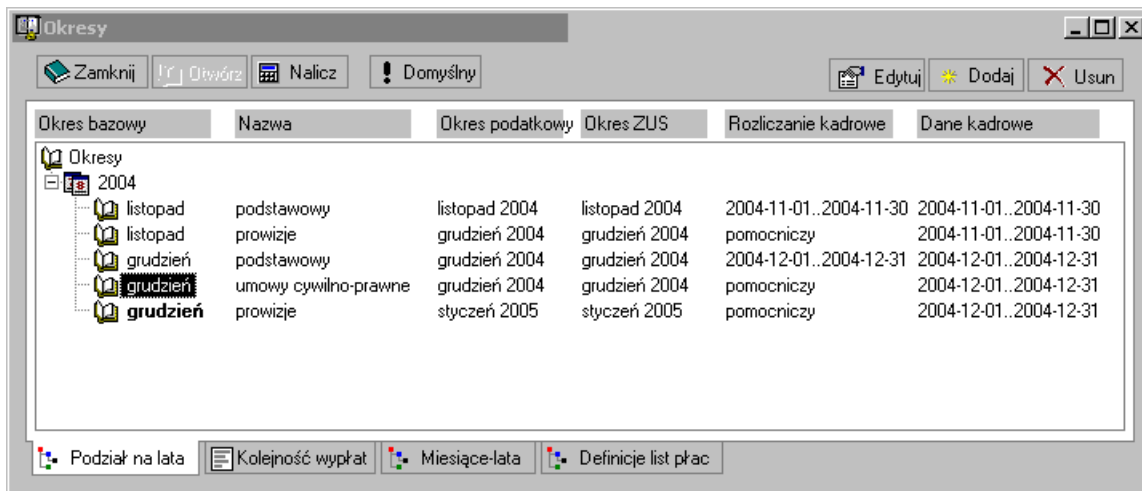 Okresy
Zamknij Otwórz Nalicz Domyślny Edytuj Dodaj Usun
Okres bazowy Nazwa Okres podatkowy Okres ZUS Rozliczanie kadrowe Dane kadrowe
Okresy
2004
listopad podstawowy listopad 2004 listopad 2004 2004-11-01..2004-11-30 2004-11-01..2004-11-30
listopad prowizje grudzień 2004 grudzień 2004 pomocniczy 2004-11-01..2004-11-30
grudzień podstawowy grudzień 2004 grudzień 2004 2004-12-01..2004-12-31 2004-12-01..2004-12-31
grudzień umowy cywilno-prawne grudzień 2004 grudzień 2004 pomocniczy 2004-12-01..2004-12-31
grudzień prowizje styczeń 2005 styczeń 2005 pomocniczy 2004-12-01..2004-12-31
Podział na lata Kolejność wypłat Miesiące-lata Definicje list płac